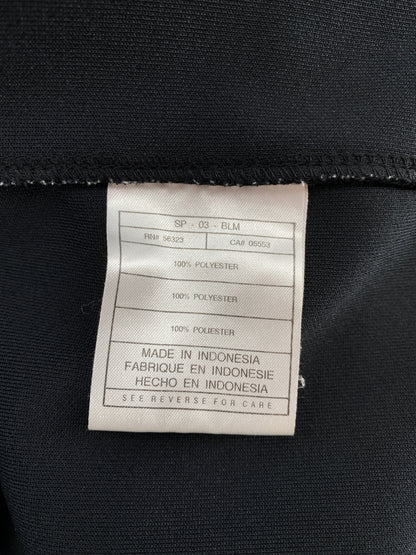 SP - 03 - BLM
RN# 56323 CA# 05553
100% POLYESTER
100% POLYESTER
100% POLIESTER
MADE IN INDONESIA
FABRIQUE EN INDONESIE
HECHO EN INDONESIA
SEE REVERSE FOR CARE